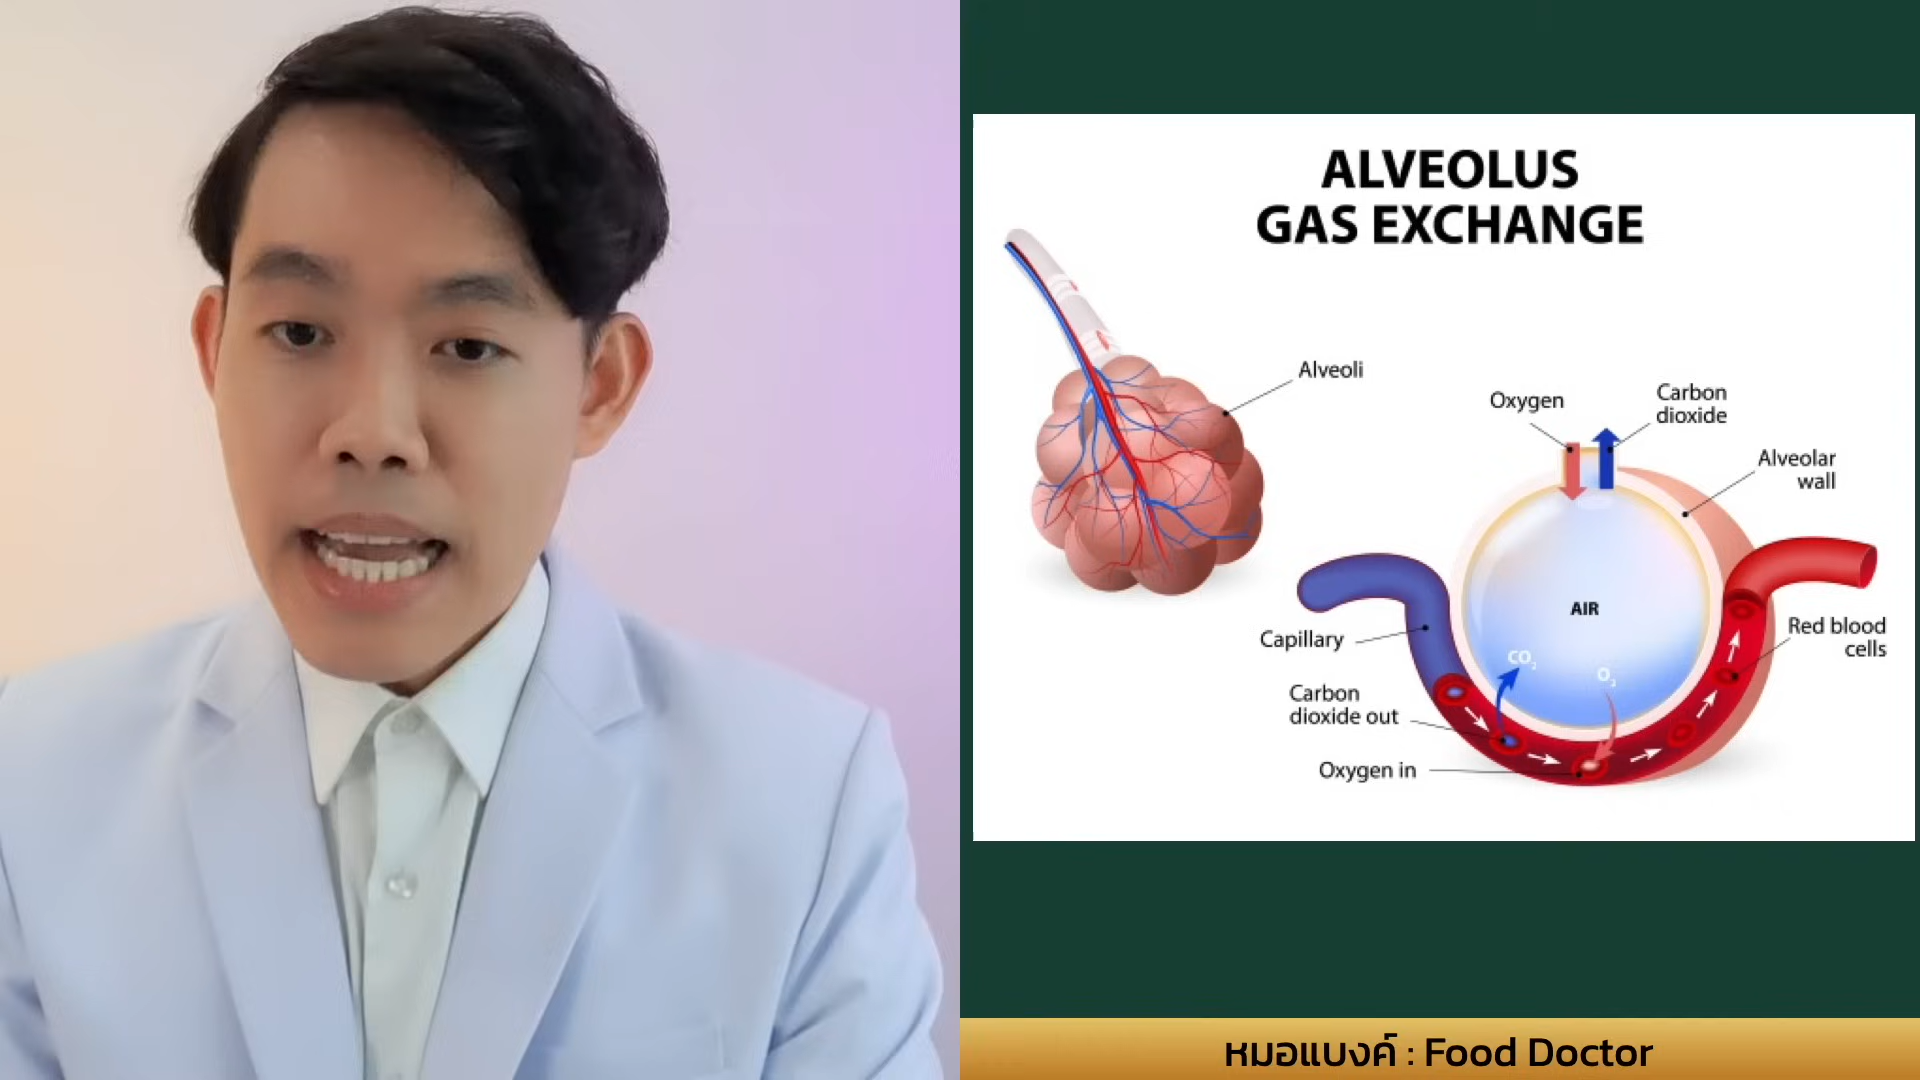 ALVEOLUS
GAS EXCHANGE
Alveoli
Oxygen
Carbon
dioxide
Alveolar
wall
AIR
Capillary
CO2
O2
Red blood
cells
Carbon
dioxide out
Oxygen in
หมอแบงค์ : Food Doctor